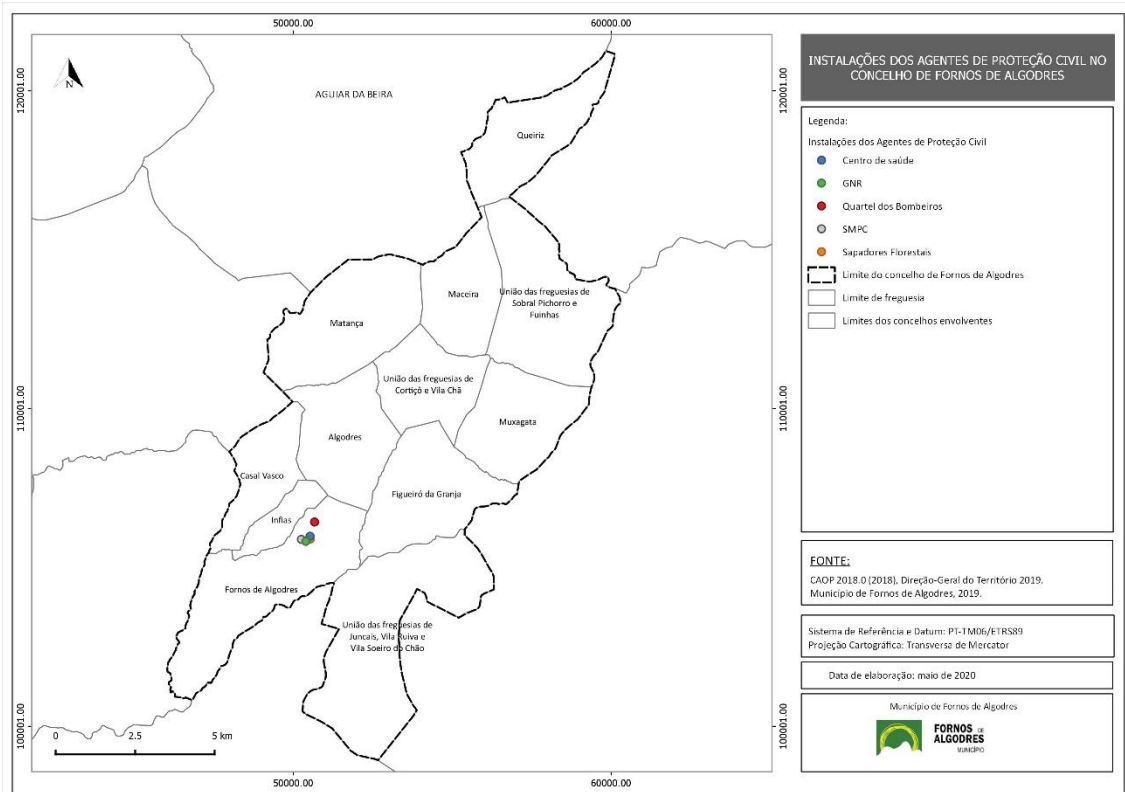 50000.00
60000.00
INSTALAÇÕES DOS AGENTES DE PROTEÇÃO CIVIL NO
CONCELHO DE FORNOS DE ALGODRES
120001.00
120001.00
N
AGUIAR DA BEIRA
Queiriz
Maceira
União das freguesias de
Sobral Pichorro e
Fuinhas
Matança
União das freguesias de
Cortiçô e Vila Chã
110001.00
110001.00
Muxagata
Algodres
Casal Vasco
Figueiró da Granja
Infias
Fornos de Algodres
União das freguesias de
Juncais, Vila Ruiva e
Vila Soeiro do Chão
100001.00
100001.00
0 2.5 5 km
50000.00
60000.00
Legenda:
Instalações dos Agentes de Proteção Civil
Centro de saúde
GNR
Quartel dos Bombeiros
SMPC
Sapadores Florestais
Limite do concelho de Fornos de Algodres
Limite de freguesia
Limites dos concelhos envolventes
FONTE:
CAOP 2018.0 (2018), Direção-Geral do Território 2019.
Município de Fornos de Algodres, 2019.
Sistema de Referência e Datum: PT-TM06/ETRS89
Projeção Cartográfica: Transversa de Mercator
Data de elaboração: maio de 2020
Município de Fornos de Algodres
FORNOS DE
ALGODRES
MUNICÍPIO